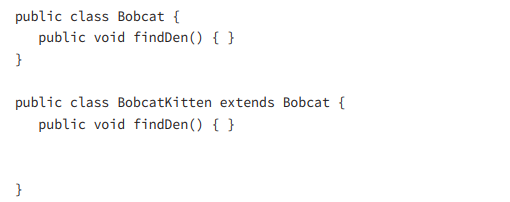 public class Bobcat {
   public void findDen() { }
}

public class BobcatKitten extends Bobcat {
   public void findDen() { }

}